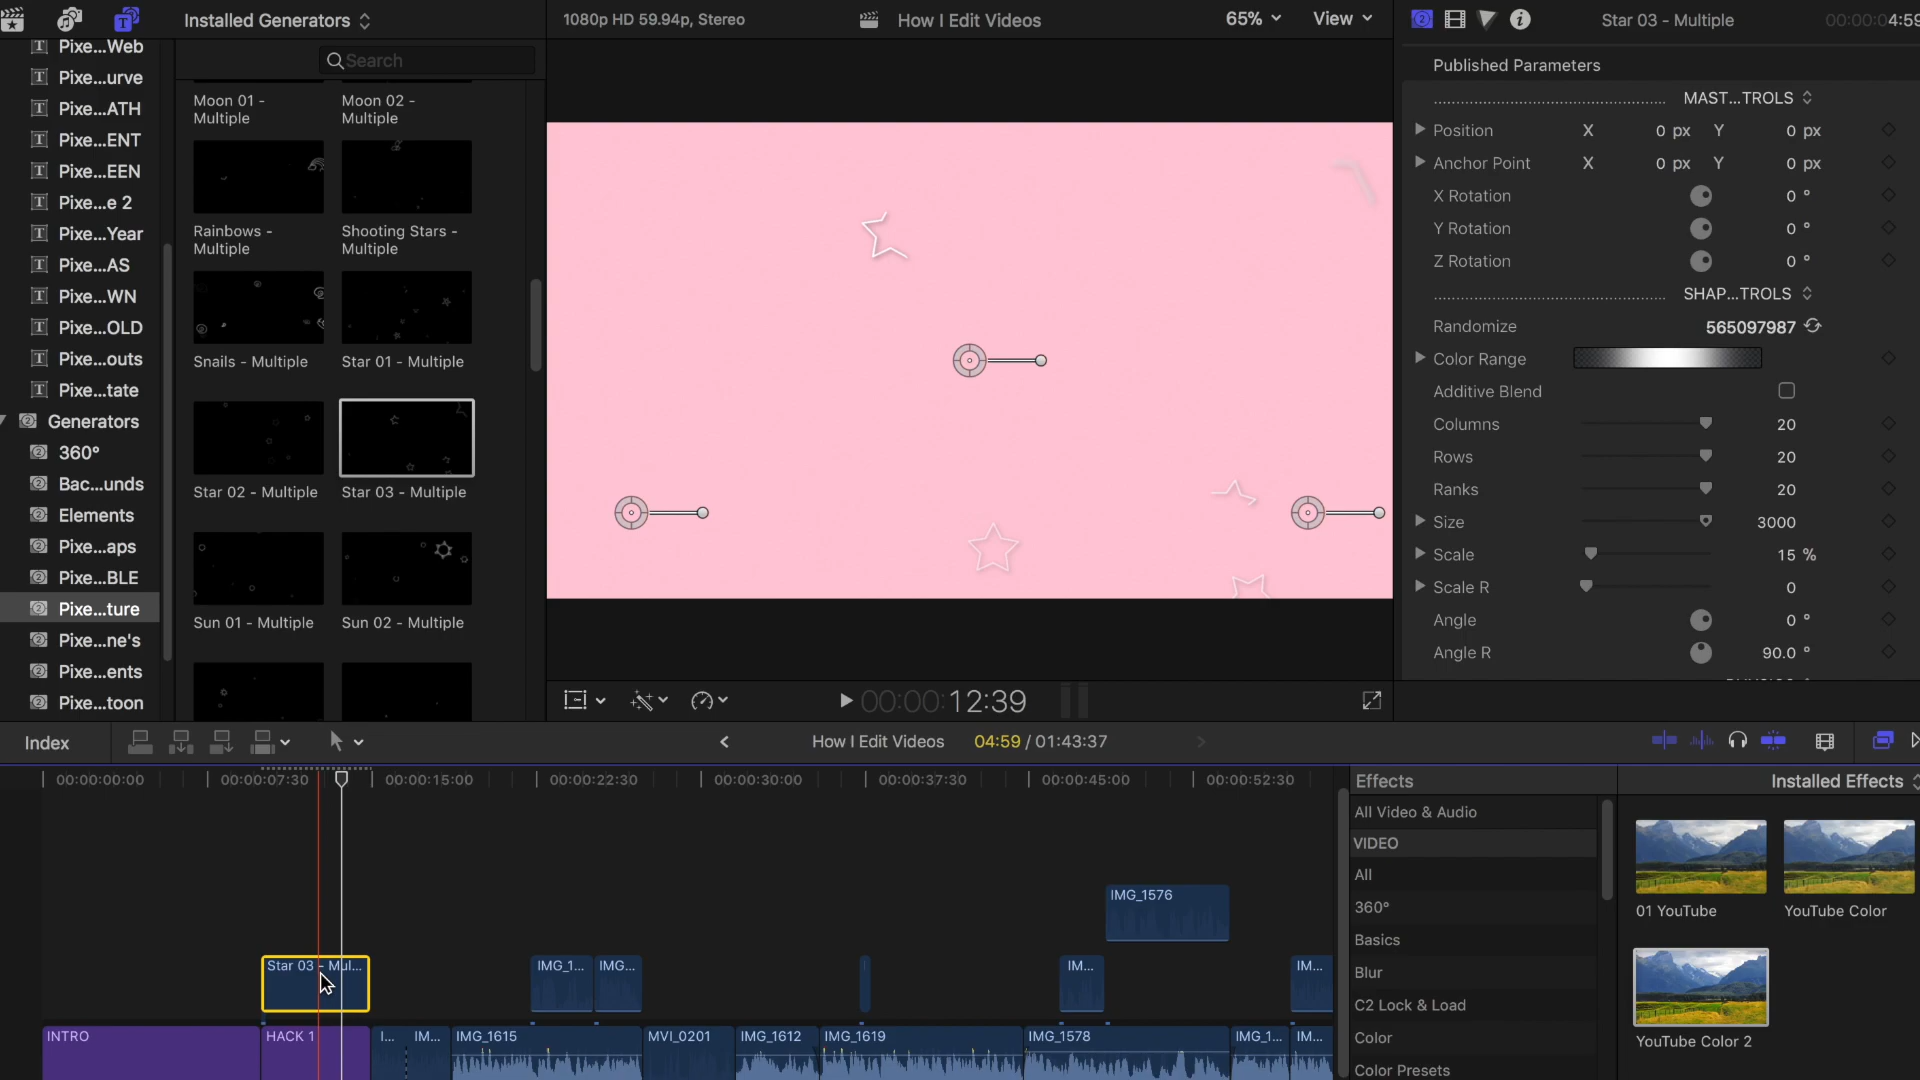 Installed Generators
1080p HD 59.94p, Stereo
How I Edit Videos
65%
View
Star 03 - Multiple
00:00:04:59
Pixe...Web
Pixe...urve
Pixe...ATH
Pixe...ENT
Pixe...EEN
Pixe...e 2
Pixe...Year
Pixe...AS
Pixe...WN
Pixe...OLD
Pixe...outs
Pixe...tate
Generators
360°
Bac...unds
Elements
Pixe...aps
Pixe...BLE
Pixe...ture
Pixe...ne's
Pixe...ents
Pixe...toon
Search
Moon 01 -
Multiple
Moon 02 -
Multiple
Rainbows -
Multiple
Shooting Stars -
Multiple
Snails - Multiple
Star 01 - Multiple
Star 02 - Multiple
Star 03 - Multiple
Sun 01 - Multiple
Sun 02 - Multiple
Published Parameters
MAST...TROLS
Position X 0 px Y 0 px
Anchor Point X 0 px Y 0 px
X Rotation 0 °
Y Rotation 0 °
Z Rotation 0 °
SHAP...TROLS
Randomize 565097987
Color Range
Additive Blend
Columns 20
Rows 20
Ranks 20
Size 3000
Scale 15 %
Scale R 0
Angle 0 °
Angle R 90.0 °
00:00:12:39
Index
How I Edit Videos 04:59 / 01:43:37
00:00:00:00
00:00:07:30
00:00:15:00
00:00:22:30
00:00:30:00
00:00:37:30
00:00:45:00
00:00:52:30
IMG_1576
Star 03 - Mul...
IMG_1...
IMG...
IM...
IM...
INTRO
HACK 1
I...
IM...
IMG_1615
MVI_0201
IMG_1612
IMG_1619
IMG_1578
IMG_1...
IM...
Effects
Installed Effects
All Video & Audio
VIDEO
All
360°
Basics
Blur
C2 Lock & Load
Color
Color Presets
01 YouTube
YouTube Color
YouTube Color 2